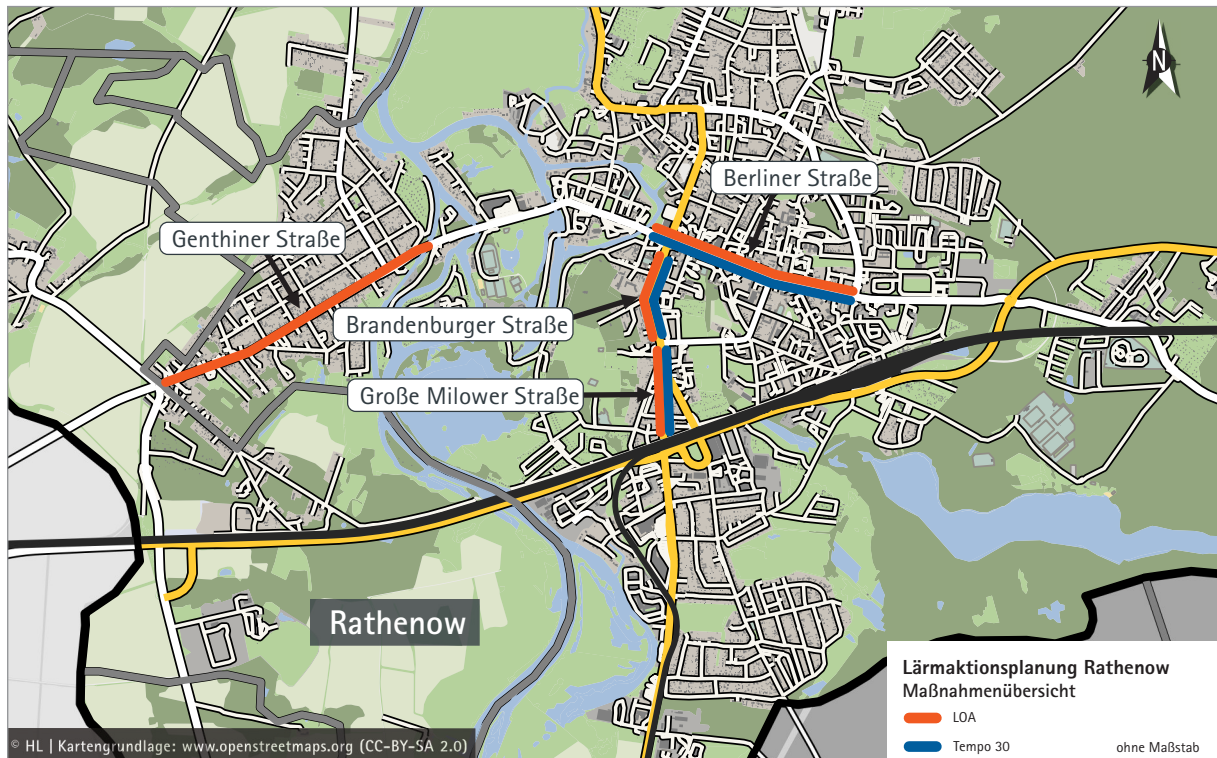 N
Berliner Straße
Genthiner Straße
Brandenburger Straße
Große Milower Straße
Rathenow
Lärmaktionsplanung Rathenow
Maßnahmenübersicht
LOA
Tempo 30
ohne Maßstab
© HL | Kartengrundlage: www.openstreetmaps.org (CC-BY-SA 2.0)